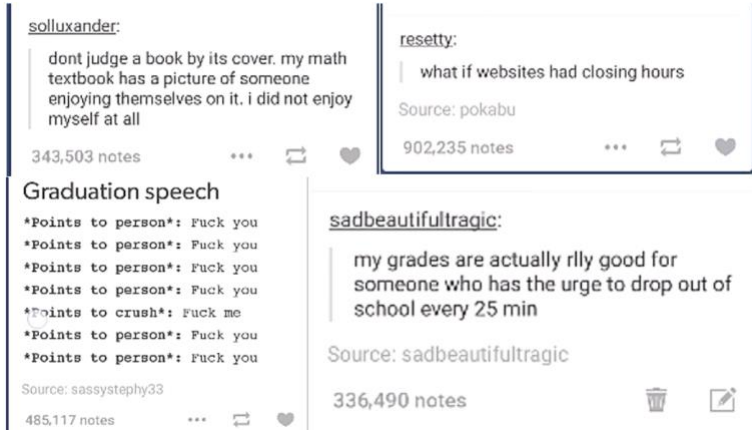 solluxander:
dont judge a book by its cover. my math
textbook has a picture of someone
enjoying themselves on it. i did not enjoy
myself at all
343,503 notes
resetty:
what if websites had closing hours
Source: pokabu
902,235 notes
Graduation speech
*Points to person*: Fuck you
*Points to person*: Fuck you
*Points to person*: Fuck you
*Points to person*: Fuck you
*Points to crush*: Fuck me
*Points to person*: Fuck you
*Points to person*: Fuck you
Source: sassystephy33
485,117 notes
sadbeautifultragic:
my grades are actually rlly good for
someone who has the urge to drop out of
school every 25 min
Source: sadbeautifultragic
336,490 notes